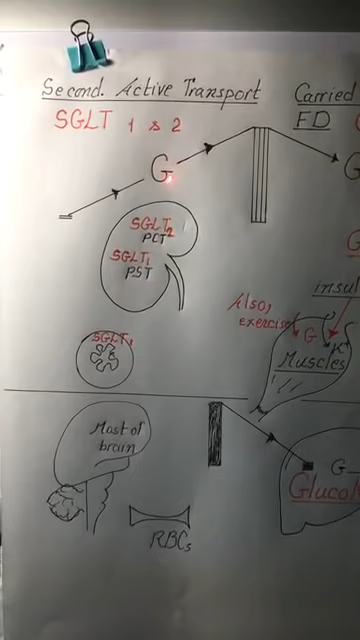 Second. Active Transport
SGLT 1 & 2
Carried
FD
G
G
SGLT2
PCT
SGLT1
PST
G
insul
Also,
exercise
G
K+
Muscles
SGLT1
Most of
brain
G
Glucok
RBCs